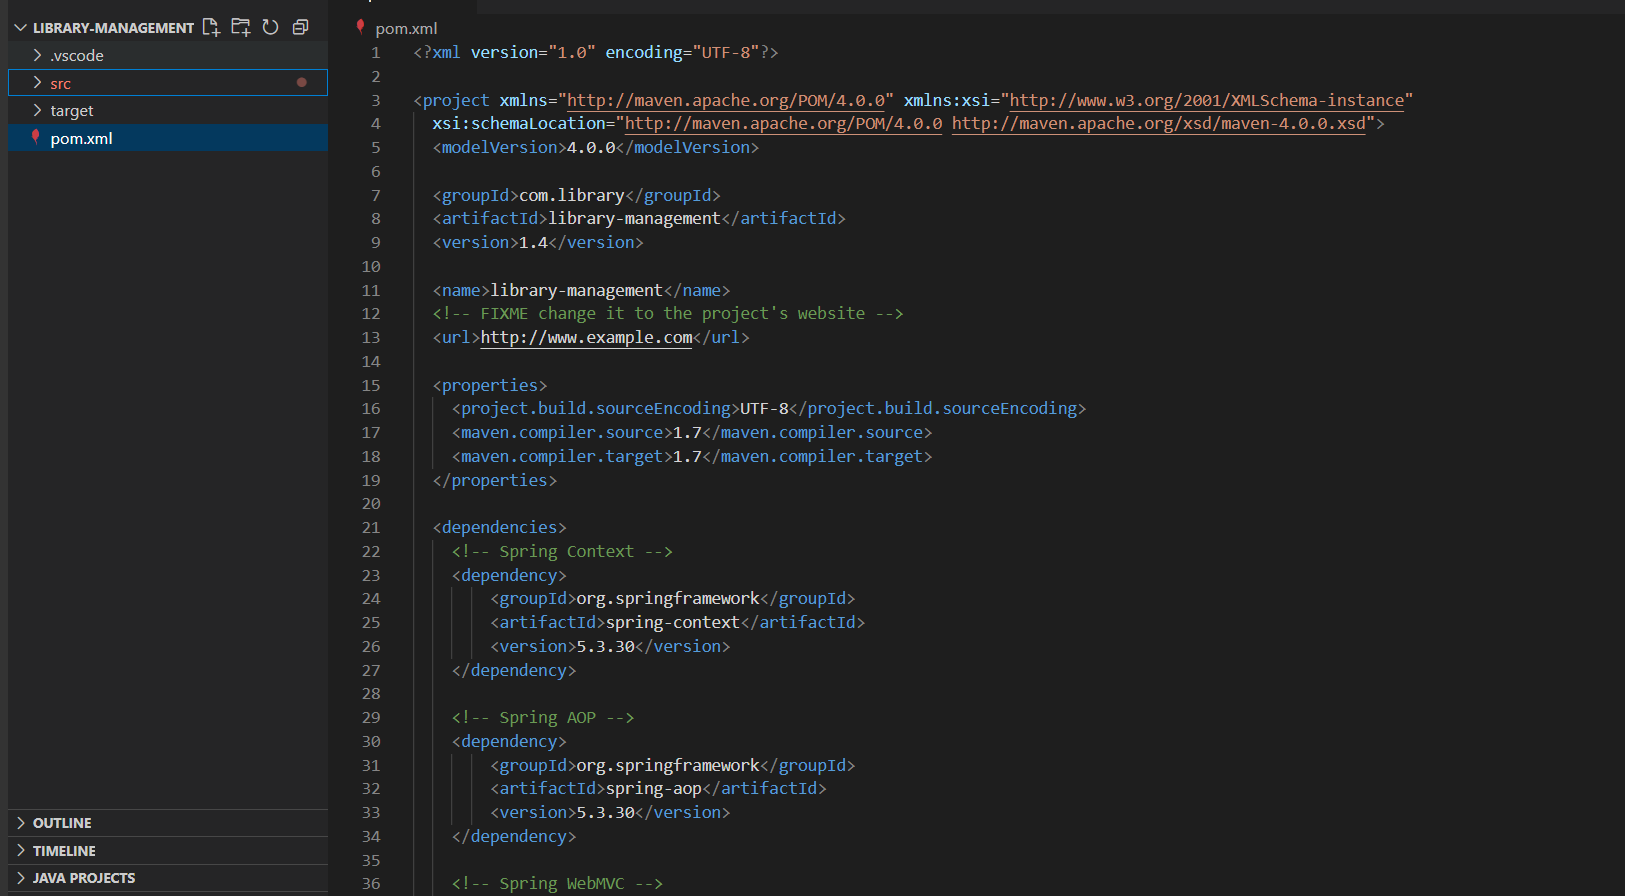 LIBRARY-MANAGEMENT
.vscode
src
target
pom.xml
OUTLINE
TIMELINE
JAVA PROJECTS
pom.xml
1 <?xml version="1.0" encoding="UTF-8"?>
2
3 <project xmlns="http://maven.apache.org/POM/4.0.0" xmlns:xsi="http://www.w3.org/2001/XMLSchema-instance"
4 xsi:schemaLocation="http://maven.apache.org/POM/4.0.0 http://maven.apache.org/xsd/maven-4.0.0.xsd">
5 <modelVersion>4.0.0</modelVersion>
6
7 <groupId>com.library</groupId>
8 <artifactId>library-management</artifactId>
9 <version>1.4</version>
10
11 <name>library-management</name>
12 <!-- FIXME change it to the project's website -->
13 <url>http://www.example.com</url>
14
15 <properties>
16 <project.build.sourceEncoding>UTF-8</project.build.sourceEncoding>
17 <maven.compiler.source>1.7</maven.compiler.source>
18 <maven.compiler.target>1.7</maven.compiler.target>
19 </properties>
20
21 <dependencies>
22 <!-- Spring Context -->
23 <dependency>
24 <groupId>org.springframework</groupId>
25 <artifactId>spring-context</artifactId>
26 <version>5.3.30</version>
27 </dependency>
28
29 <!-- Spring AOP -->
30 <dependency>
31 <groupId>org.springframework</groupId>
32 <artifactId>spring-aop</artifactId>
33 <version>5.3.30</version>
34 </dependency>
35
36 <!-- Spring WebMVC -->